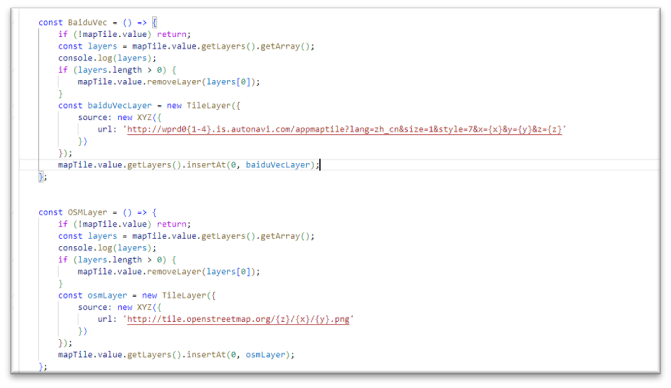 const BaiduVec = () => {
if (!mapTile.value) return;
const layers = mapTile.value.getLayers().getArray();
console.log(layers);
if (layers.length > 0) {
mapTile.value.removeLayer(layers[0]);
}
const baiduVecLayer = new TileLayer({
source: new XYZ({
url: 'http://wprd0{1-4}.is.autonavi.com/appmaptile?lang=zh_cn&size=1&style=7&x={x}&y={y}&z={z}'
})
});
mapTile.value.getLayers().insertAt(0, baiduVecLayer);
};
const OSMLayer = () => {
if (!mapTile.value) return;
const layers = mapTile.value.getLayers().getArray();
console.log(layers);
if (layers.length > 0) {
mapTile.value.removeLayer(layers[0]);
}
const osmLayer = new TileLayer({
source: new XYZ({
url: 'http://tile.openstreetmap.org/{z}/{x}/{y}.png'
})
});
mapTile.value.getLayers().insertAt(0, osmLayer);
};